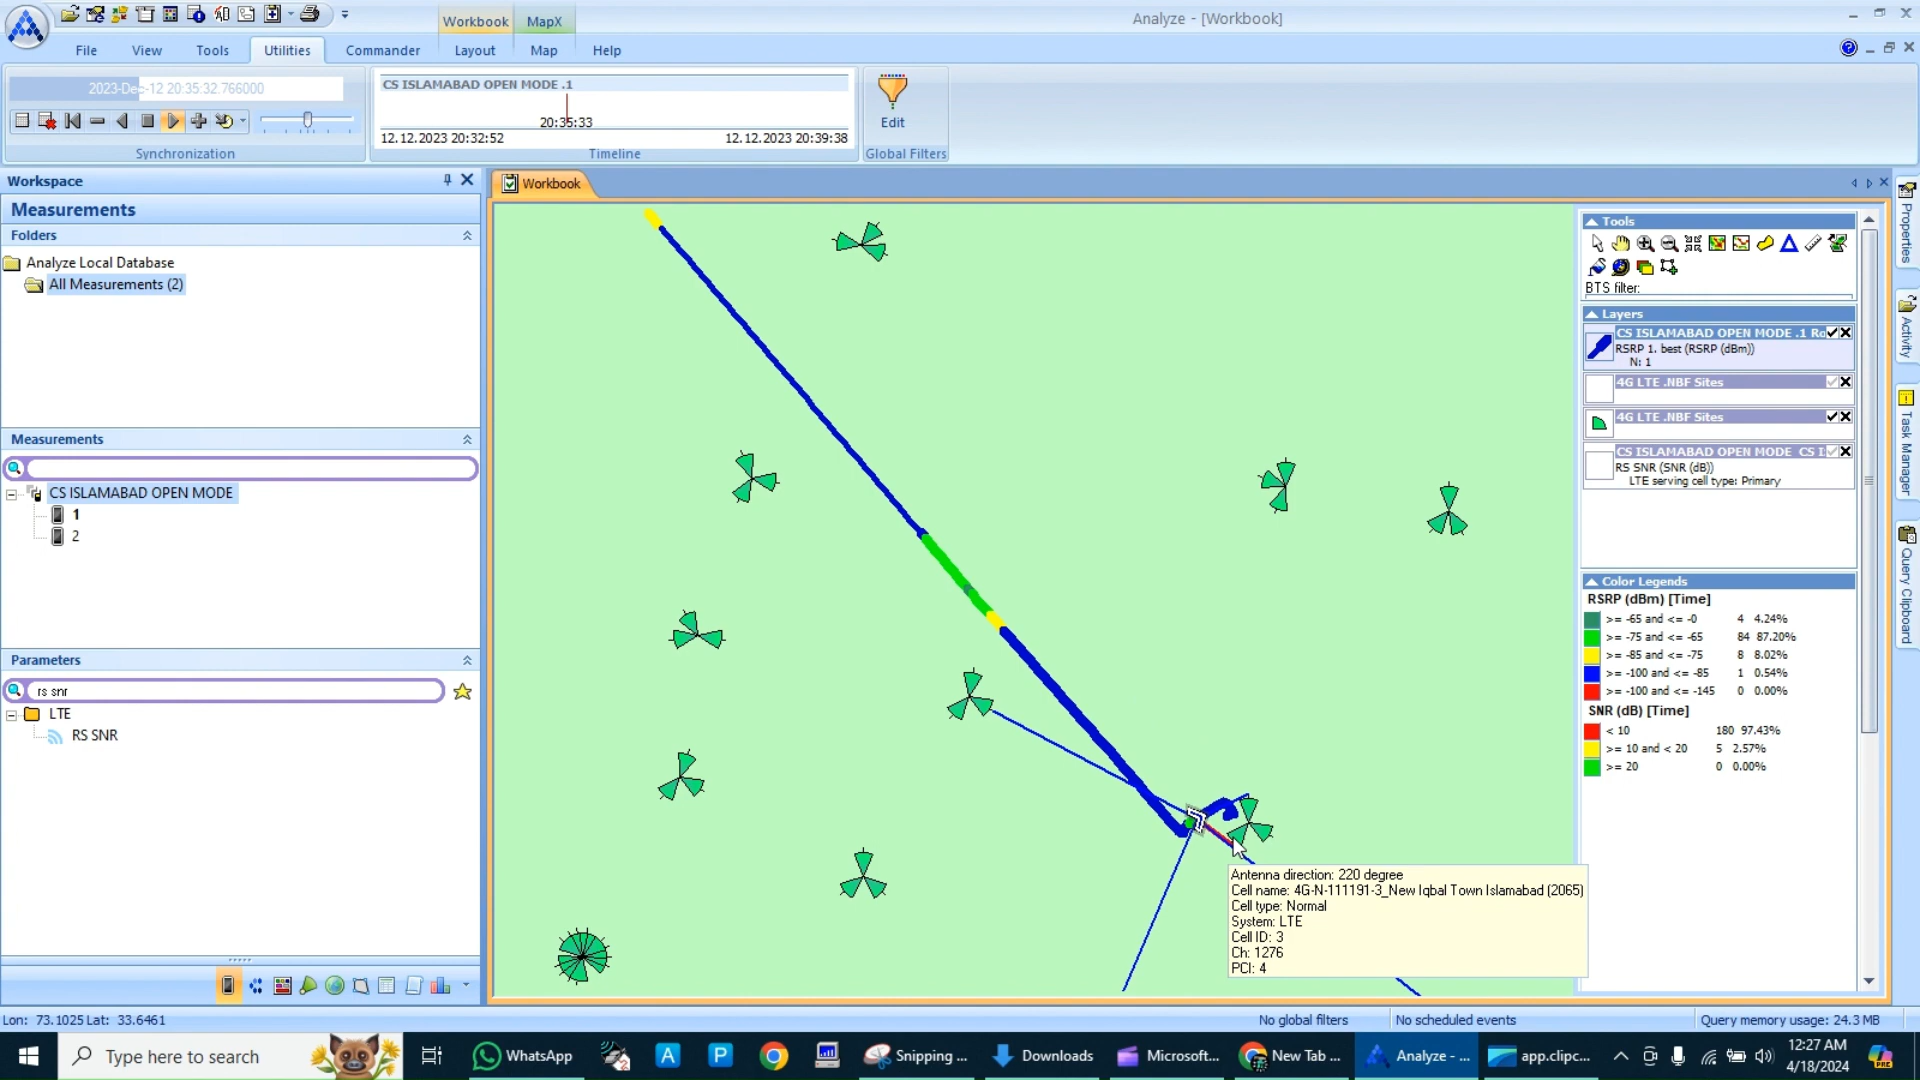 Workbook
MapX
Analyze - [Workbook]
File
View
Tools
Utilities
Commander
Layout
Map
Help
2023-Dec-12 20:35:32.766000
Synchronization
CS ISLAMABAD OPEN MODE .1
20:35:33
12.12.2023 20:32:52
12.12.2023 20:39:38
Timeline
Edit
Global Filters
Workspace
Measurements
Folders
Analyze Local Database
All Measurements (2)
Measurements
CS ISLAMABAD OPEN MODE
1
2
Parameters
rs snr
LTE
RS SNR
Workbook
Antenna direction: 220 degree
Cell name: 4G-N-111191-3_New Iqbal Town Islamabad (2065)
Cell type: Normal
System: LTE
Cell ID: 3
Ch: 1276
PCI: 4
Tools
BTS filter:
Layers
CS ISLAMABAD OPEN MODE .1 Ro
RSRP 1. best (RSRP (dBm))
N: 1
4G LTE .NBF Sites
4G LTE .NBF Sites
CS ISLAMABAD OPEN MODE CS I
RS SNR (SNR (dB))
LTE serving cell type: Primary
Color Legends
RSRP (dBm) [Time]
>= -65 and <= -0 4 4.24%
>= -75 and <= -65 84 87.20%
>= -85 and <= -75 8 8.02%
>= -100 and <= -85 1 0.54%
>= -100 and <= -145 0 0.00%
SNR (dB) [Time]
< 10 180 97.43%
>= 10 and < 20 5 2.57%
>= 20 0 0.00%
Properties
Activity
Task Manager
Query Clipboard
Lon: 73.1025 Lat: 33.6461
No global filters
No scheduled events
Query memory usage: 24.3 MB
Type here to search
WhatsApp
A
P
Snipping ...
Downloads
Microsoft...
New Tab ...
Analyze - ...
app.clipc...
12:27 AM
4/18/2024
PRE